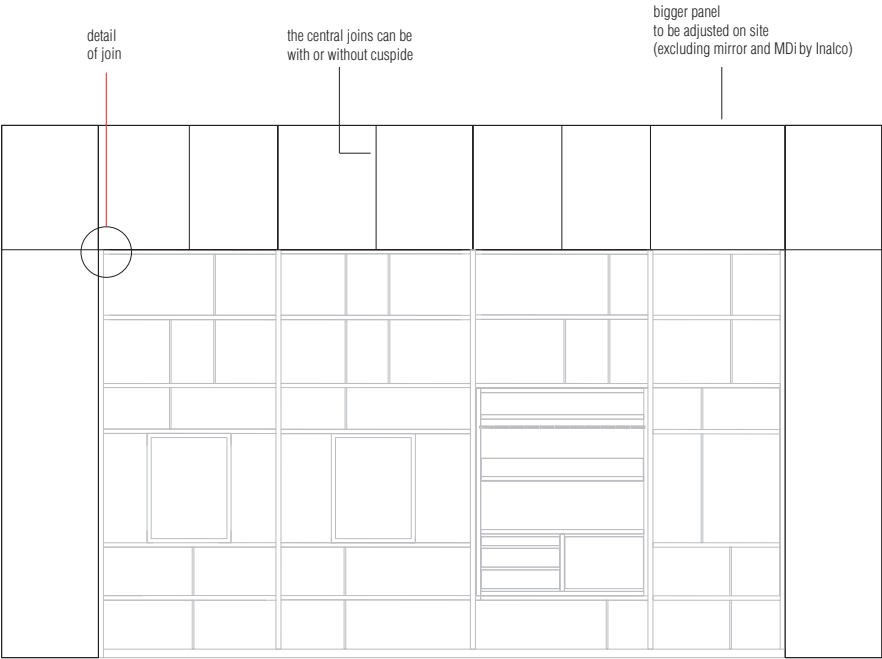 detail
of join
the central joins can be
with or without cuspide
bigger panel
to be adjusted on site
(excluding mirror and MDi by Inalco)